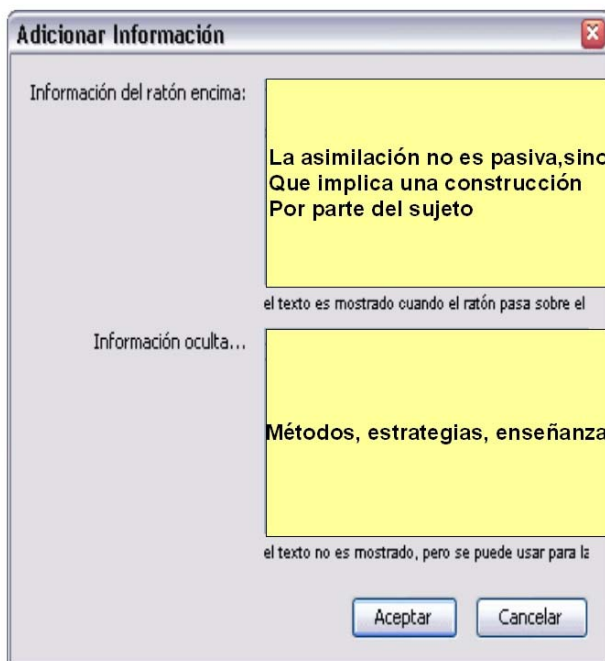 Adicionar Información
Información del ratón encima:
La asimilación no es pasiva,sino
Que implica una construcción
Por parte del sujeto
el texto es mostrado cuando el ratón pasa sobre el
Información oculta...
Métodos, estrategias, enseñanza
el texto no es mostrado, pero se puede usar para la
Aceptar
Cancelar